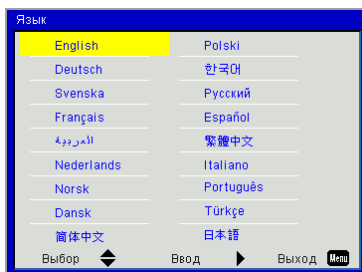 Язык
English Polski
Deutsch 한국어
Svenska Русский
Français Español
العربية 繁體中文
Nederlands Italiano
Norsk Português
Dansk Türkçe
简体中文 日本語
Выбор Ввод Выход Menu